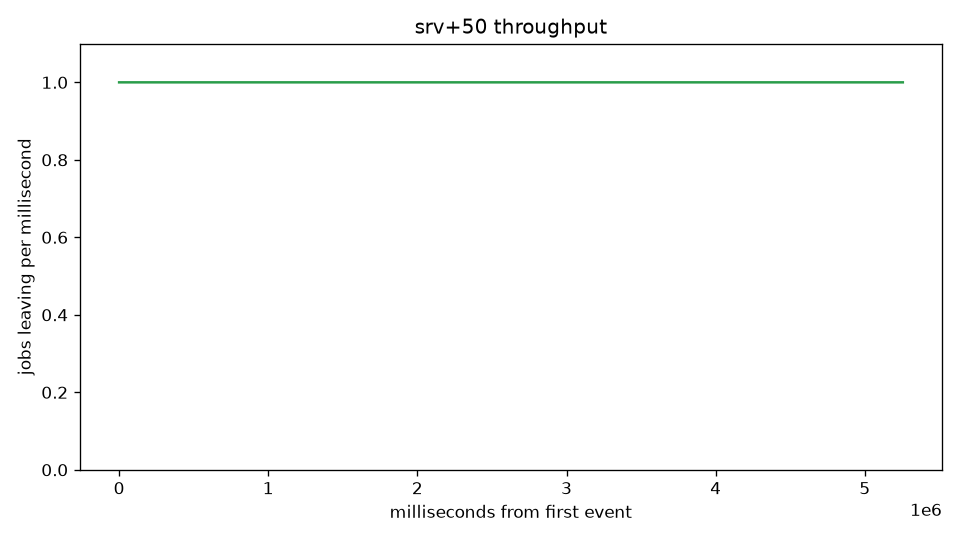 srv+50 throughput
jobs leaving per millisecond
1.0
0.8
0.6
0.4
0.2
0.0
0 1 2 3 4 5
1e6
milliseconds from first event